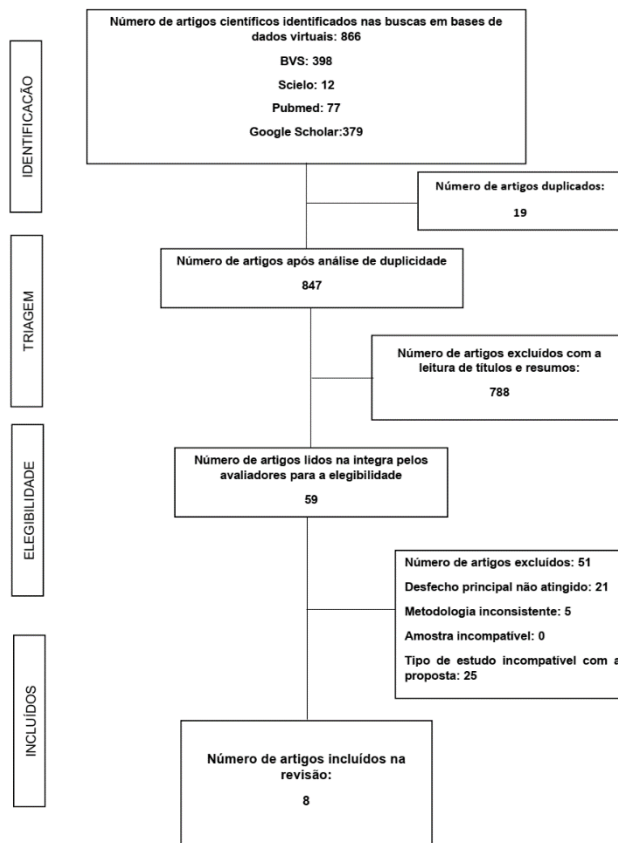 Número de artigos científicos identificados nas buscas em bases de
dados virtuais: 866
BVS: 398
Scielo: 12
Pubmed: 77
Google Scholar:379
IDENTIFICAÇÃO
Número de artigos duplicados:
19
Número de artigos após análise de duplicidade
847
TRIAGEM
Número de artigos excluídos com a
leitura de títulos e resumos:
788
Número de artigos lidos na integra pelos
avaliadores para a elegibilidade
59
ELEGIBILIDADE
Número de artigos excluídos: 51
Desfecho principal não atingido: 21
Metodologia inconsistente: 5
Amostra incompatível: 0
Tipo de estudo incompatível com a
proposta: 25
INCLUÍDOS
Número de artigos incluídos na
revisão:
8